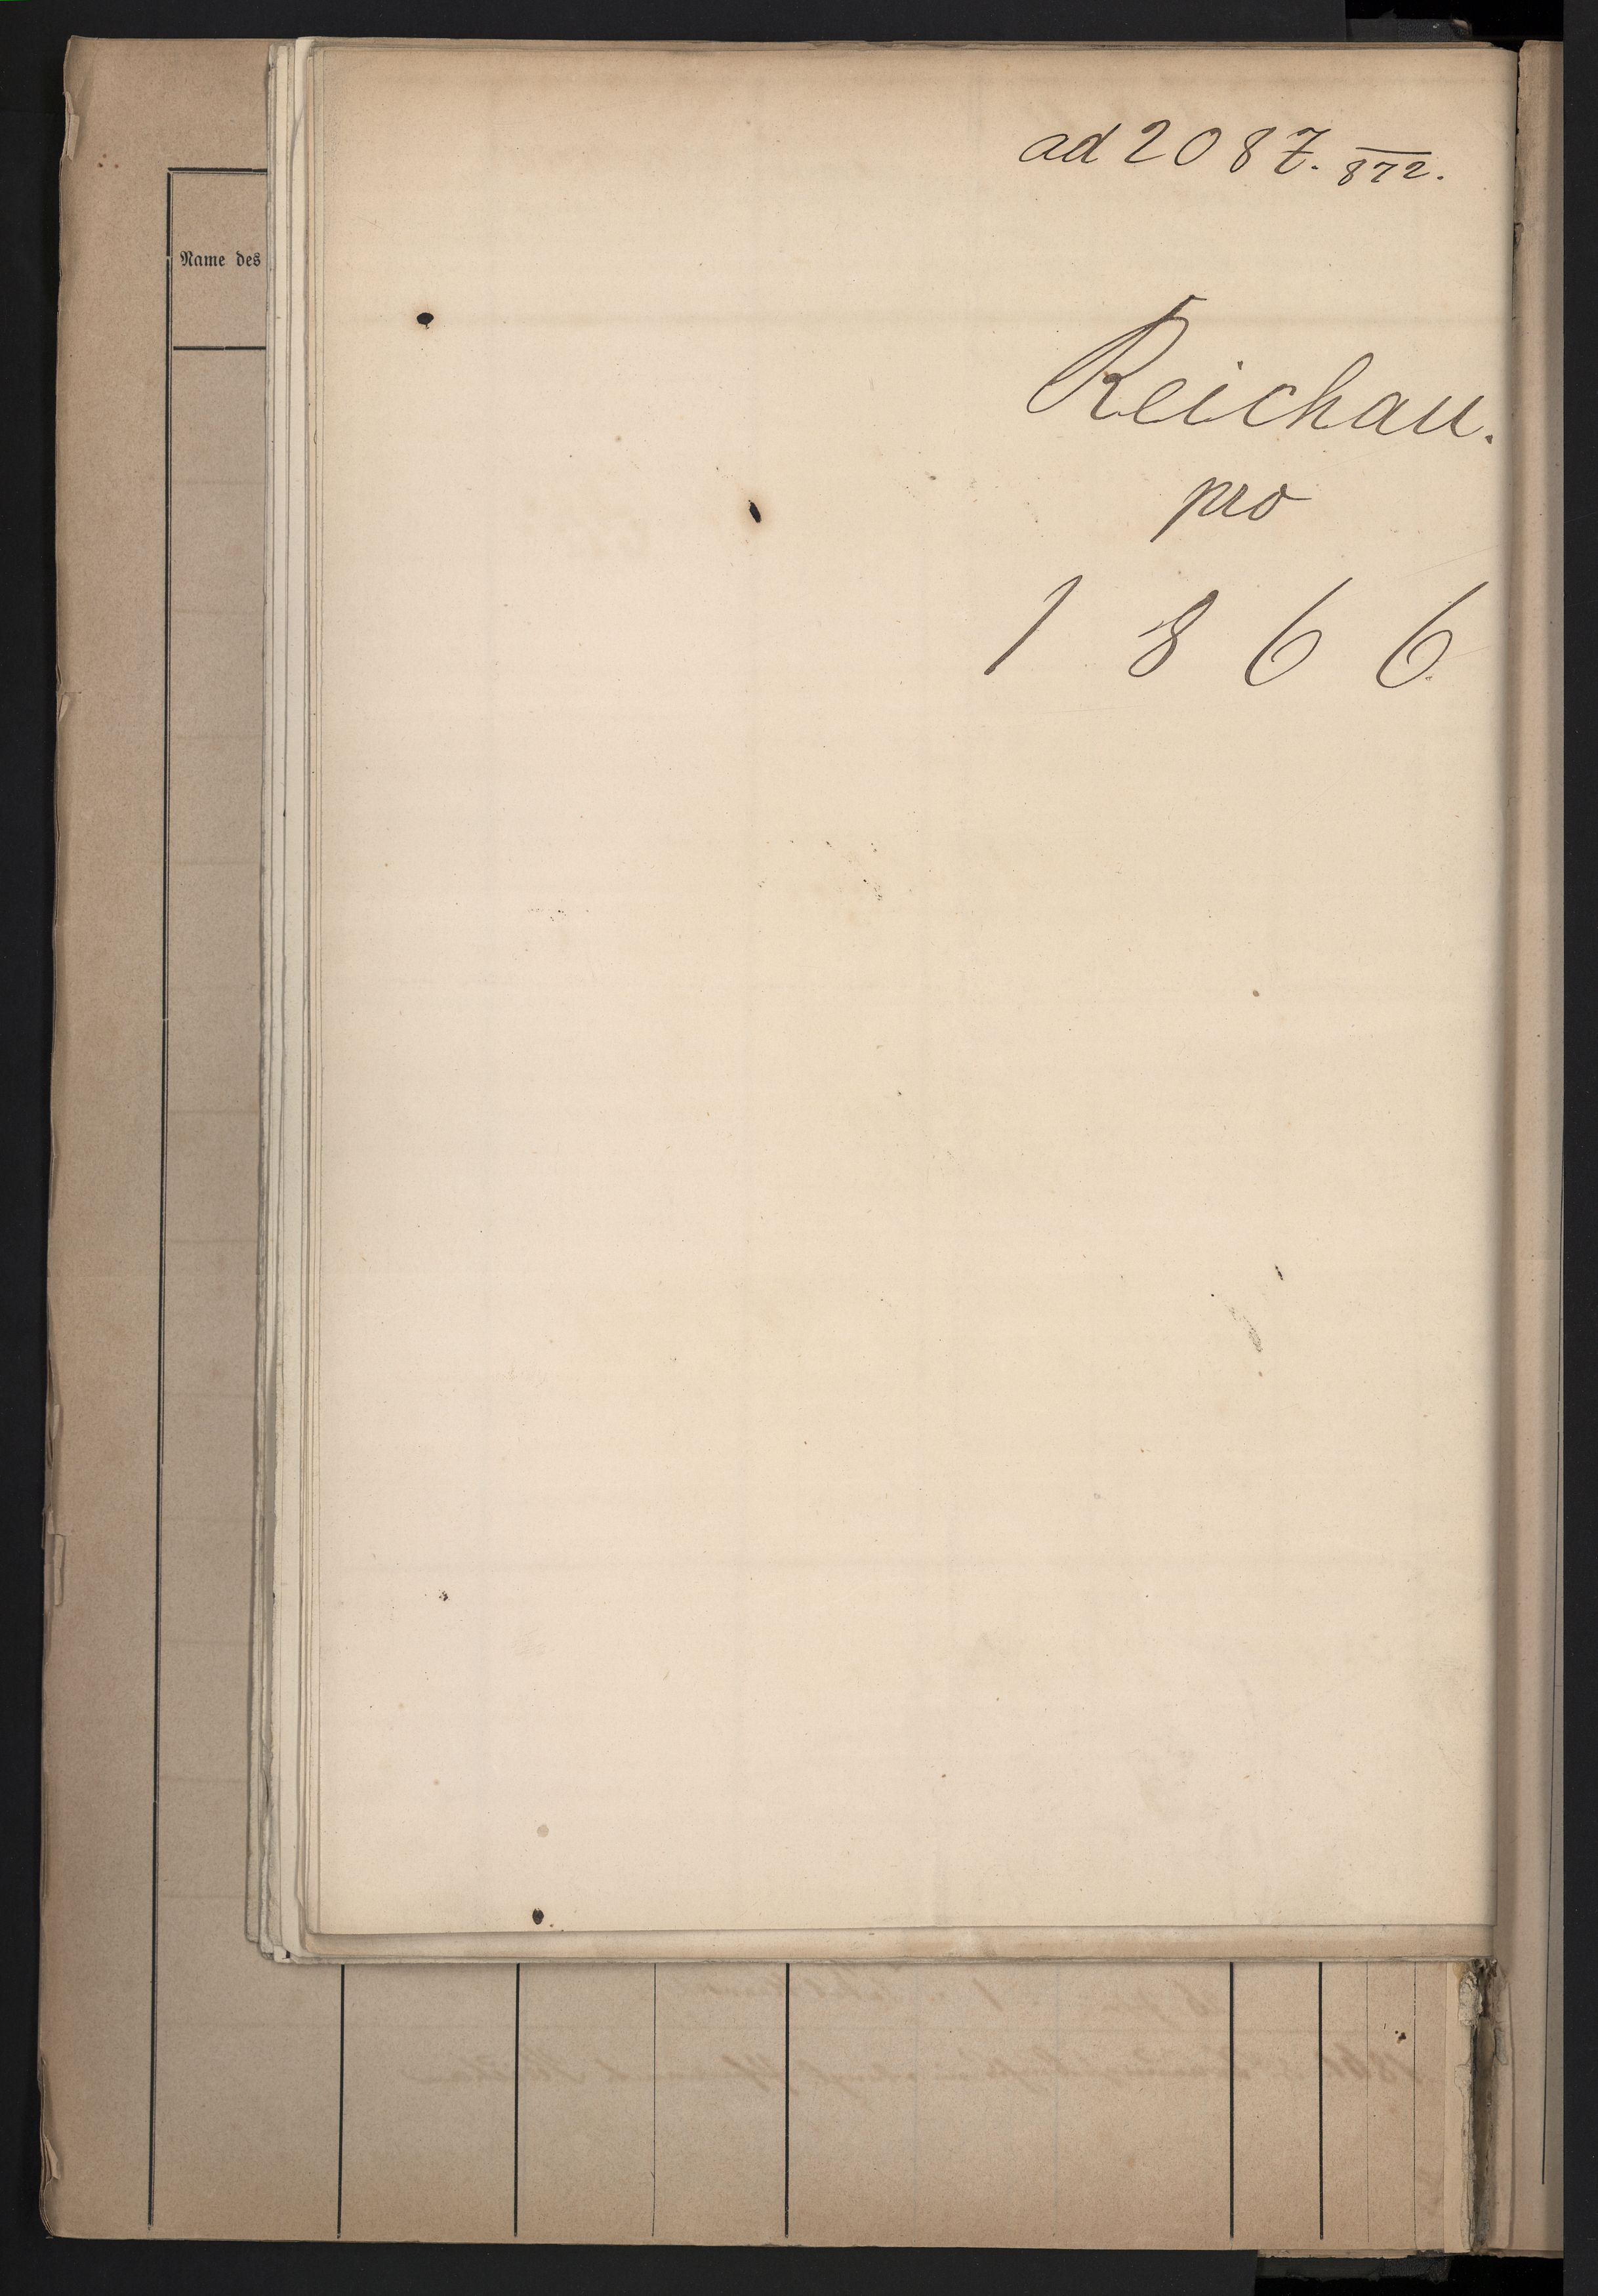 ad 2087. 872.
Name des
Reichau.
pro
1866.